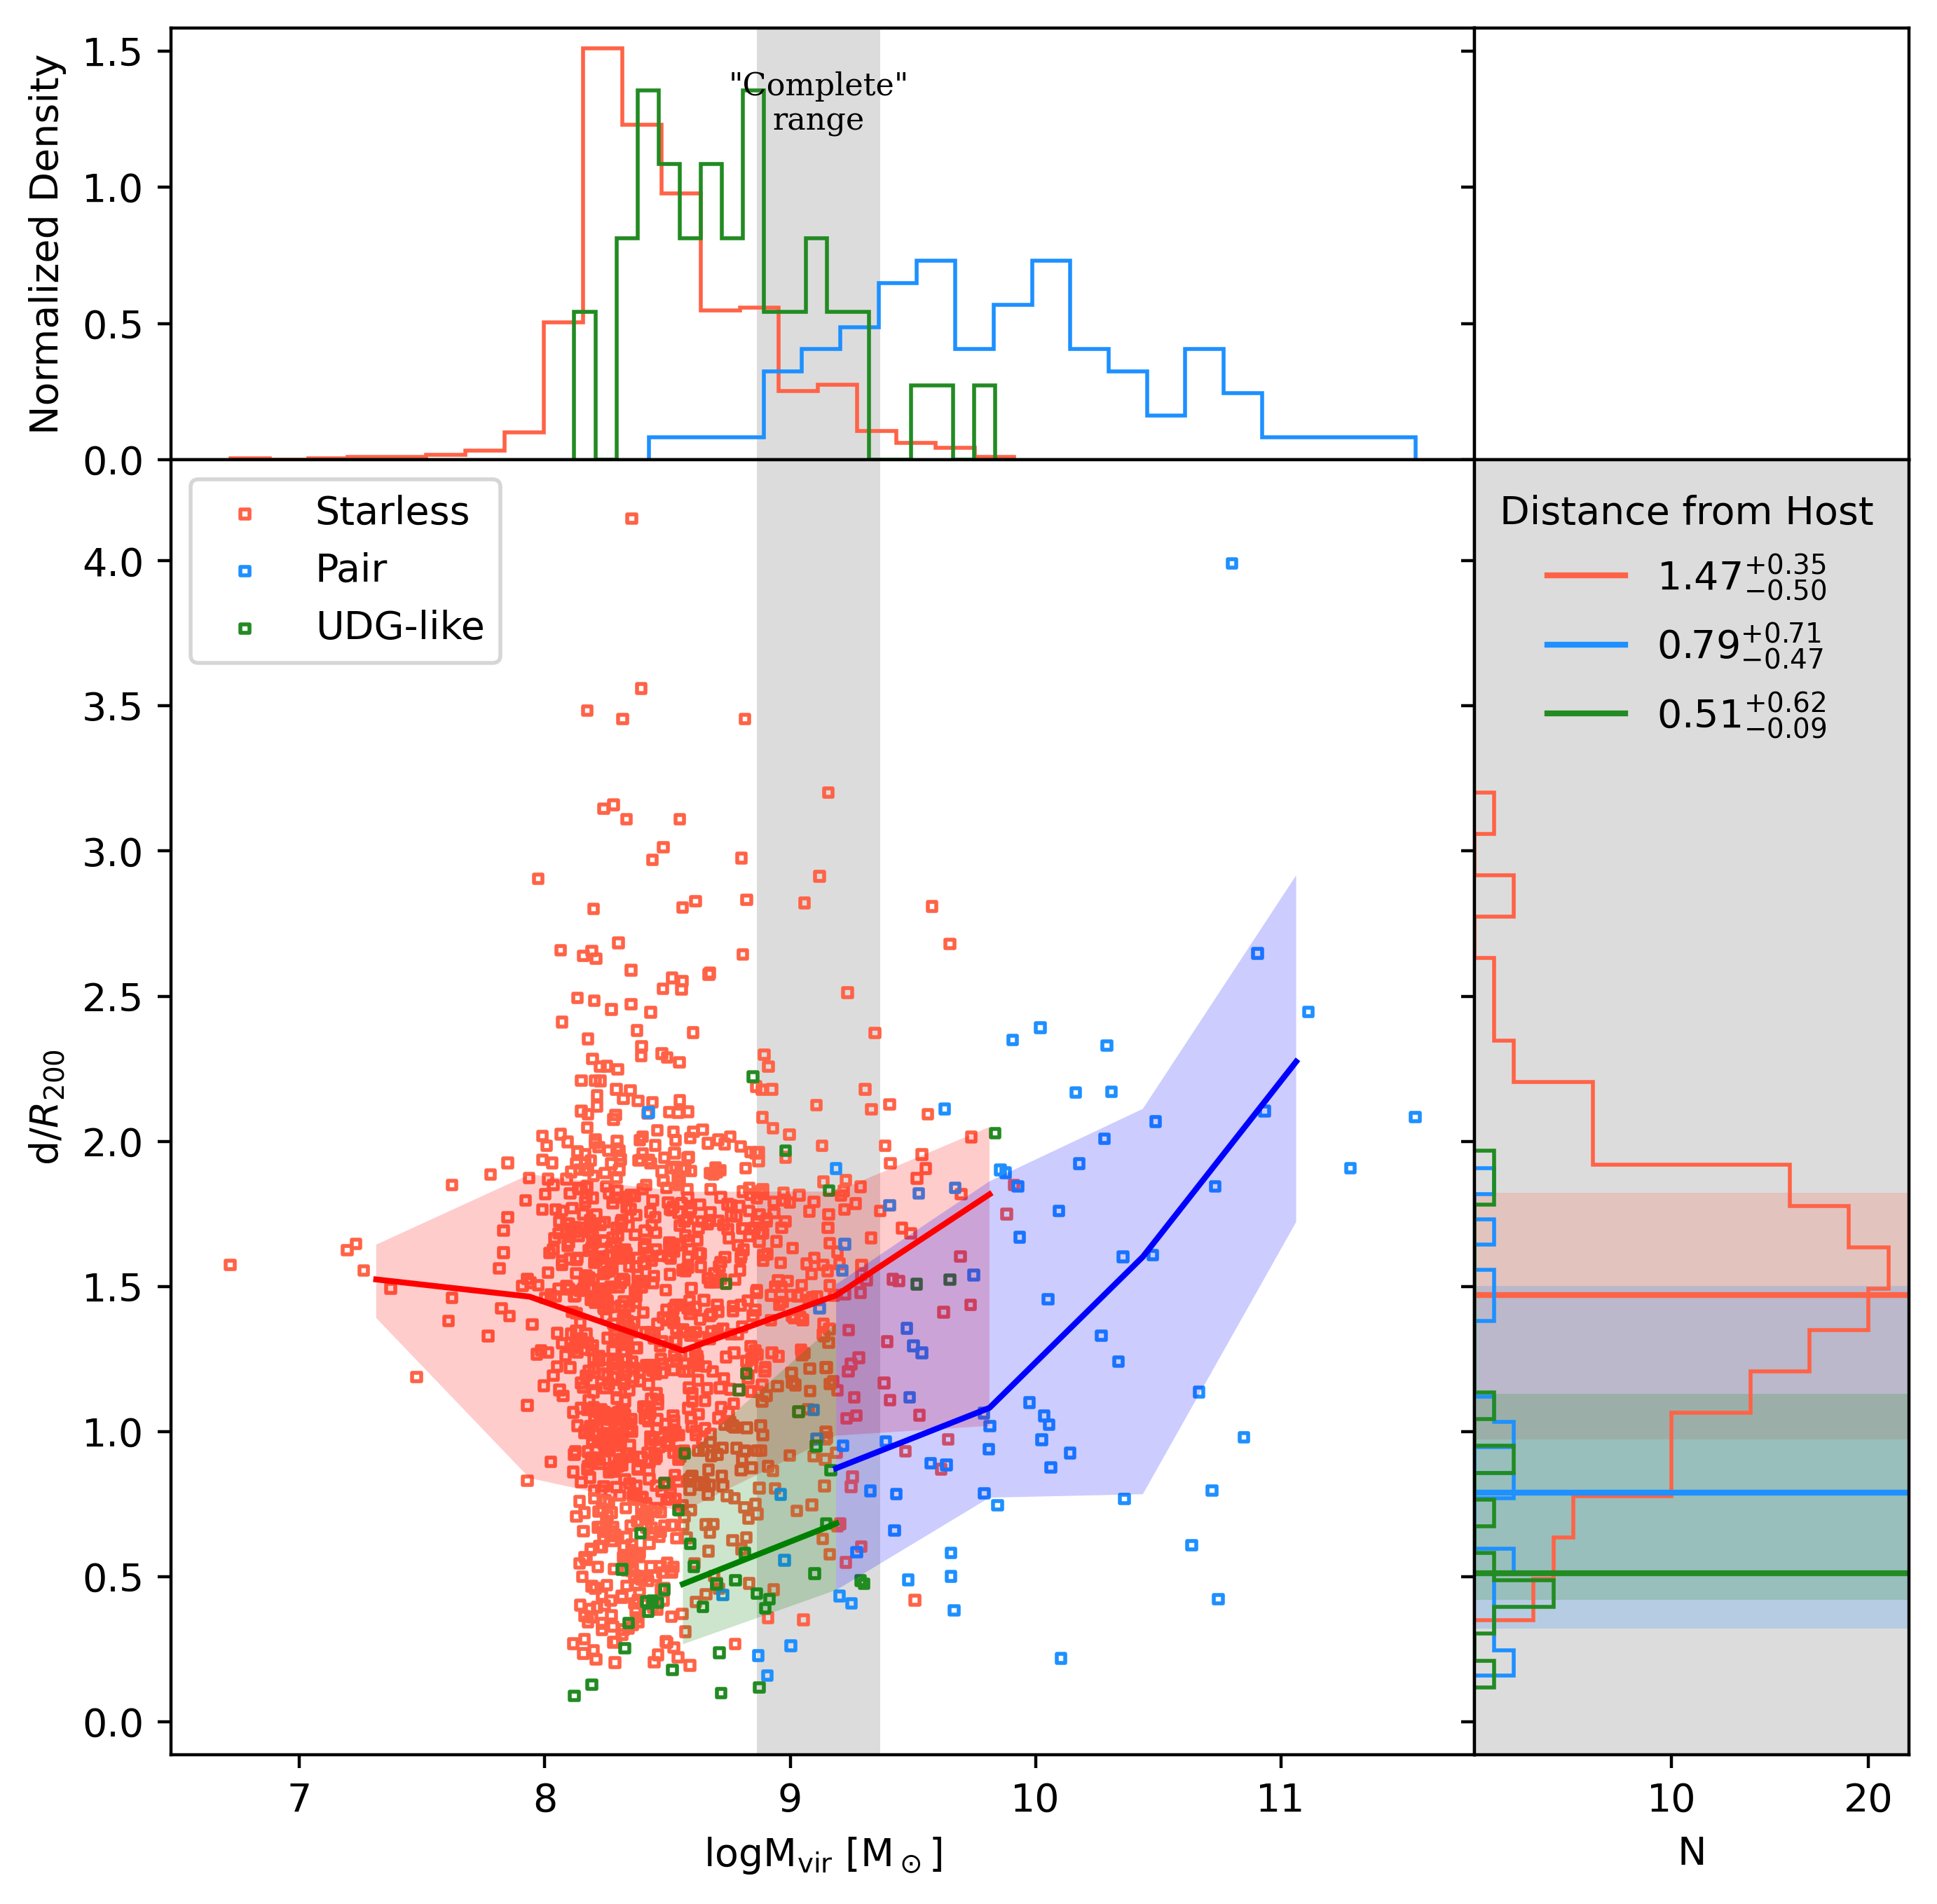 Normalized Density
1.5
1.0
0.5
0.0
"Complete"
range
Starless
Pair
UDG-like
Distance from Host
1.47+0.35−0.50
0.79+0.71−0.47
0.51+0.62−0.09
d/R200
4.0
3.5
3.0
2.5
2.0
1.5
1.0
0.5
0.0
7 8 9 10 11
logMvir [M⊙]
10 20
N